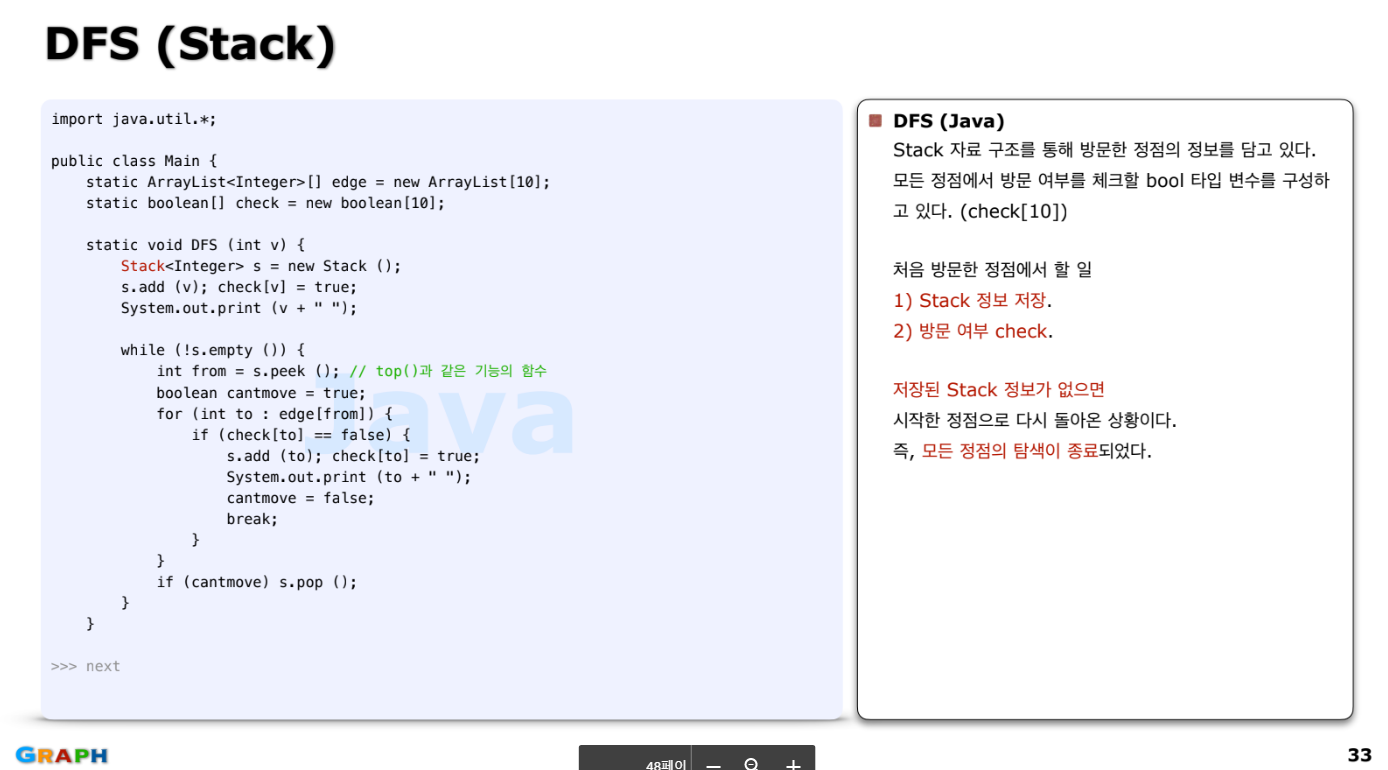 DFS (Stack)
import java.util.*;
public class Main {
static ArrayList<Integer>[] edge = new ArrayList[10];
static boolean[] check = new boolean[10];
static void DFS (int v) {
Stack<Integer> s = new Stack ();
s.add (v); check[v] = true;
System.out.print (v + " ");
while (!s.empty ()) {
int from = s.peek (); // top()과 같은 기능의 함수
boolean cantmove = true;
for (int to : edge[from]) {
if (check[to] == false) {
s.add (to); check[to] = true;
System.out.print (to + " ");
cantmove = false;
break;
}
}
if (cantmove) s.pop ();
}
}
>>> next
Java
DFS (Java)
Stack 자료 구조를 통해 방문한 정점의 정보를 담고 있다.
모든 정점에서 방문 여부를 체크할 bool 타입 변수를 구성하
고 있다. (check[10])
처음 방문한 정점에서 할 일
1) Stack 정보 저장.
2) 방문 여부 check.
저장된 Stack 정보가 없으면
시작한 정점으로 다시 돌아온 상황이다.
즉, 모든 정점의 탐색이 종료되었다.
GRAPH
48페이
33